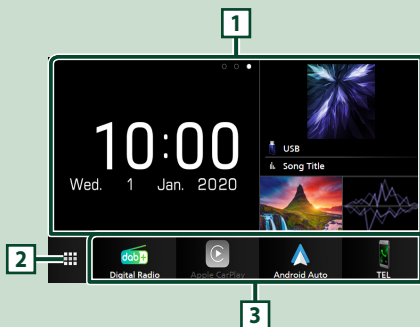 1
10:00
Wed. 1 Jan. 2020
USB
Song Title
2
dab+
Digital Radio
Apple CarPlay
Android Auto
TEL
3